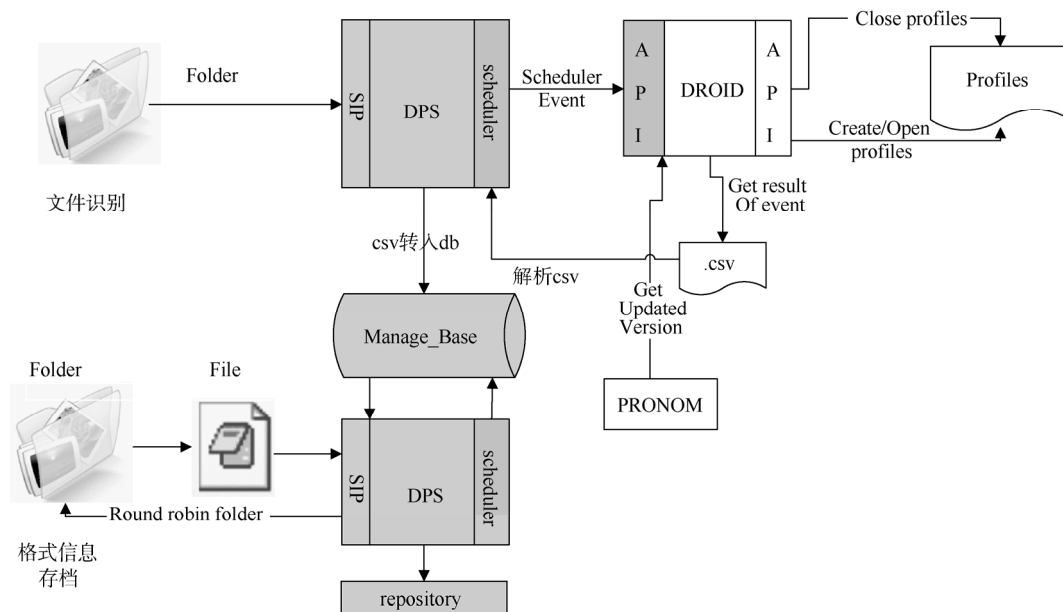 Folder
文件识别
SIP
DPS
scheduler
Scheduler
Event
A
P
I
DROID
A
P
I
Close profiles
Profiles
Create/Open
profiles
Get result
Of event
.csv
csv转入db
解析csv
Get
Updated
Version
Manage_Base
PRONOM
Folder
File
SIP
DPS
scheduler
Round robin folder
格式信息
存档
repository